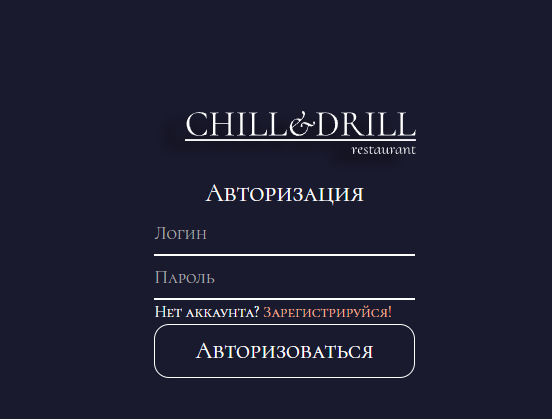 CHILL&DRILL
restaurant
Авторизация
Логин
Пароль
Нет аккаунта? Зарегистрируйся!
Авторизоваться